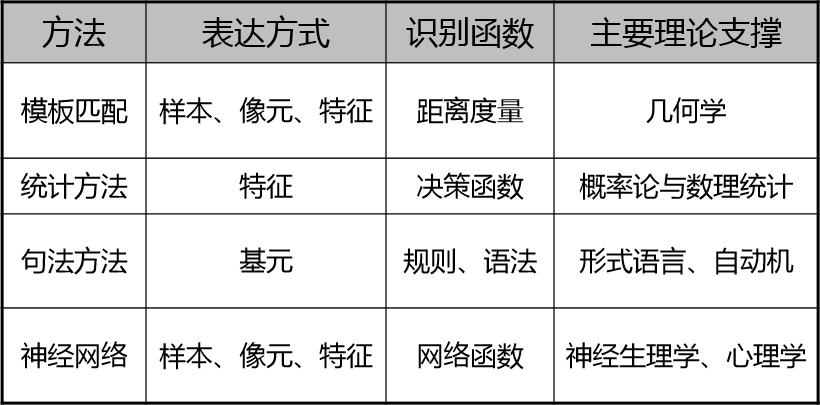 方法 表达方式 识别函数 主要理论支撑
模板匹配 样本、像元、特征 距离度量 几何学
统计方法 特征 决策函数 概率论与数理统计
句法方法 基元 规则、语法 形式语言、自动机
神经网络 样本、像元、特征 网络函数 神经生理学、心理学